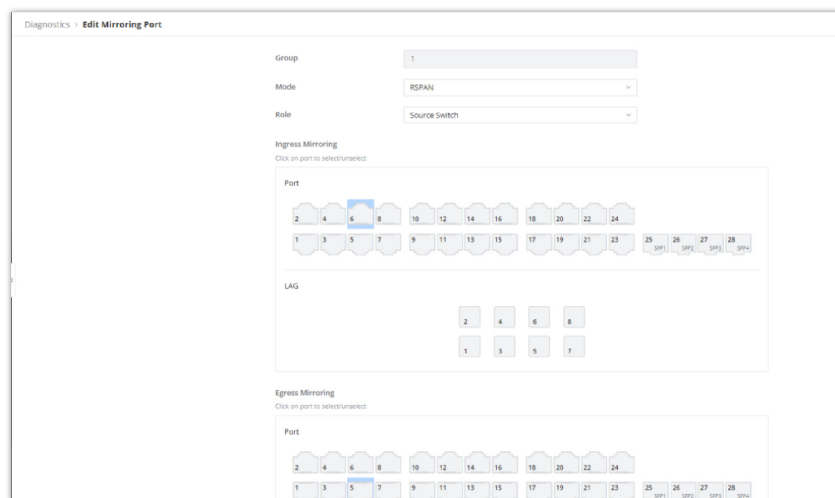 Diagnostics > Edit Mirroring Port
Group 1
Mode RSPAN
Role Source Switch
Ingress Mirroring
Click on port to select/unselect
Port
2 4 6 8 10 12 14 16 18 20 22 24
1 3 5 7 9 11 13 15 17 19 21 23 25 26 27 28
SFP1 SFP2 SFP3 SFP4
LAG
2 4 6 8
1 3 5 7
Egress Mirroring
Click on port to select/unselect
Port
2 4 6 8 10 12 14 16 18 20 22 24
1 3 5 7 9 11 13 15 17 19 21 23 25 26 27 28
SFP1 SFP2 SFP3 SFP4